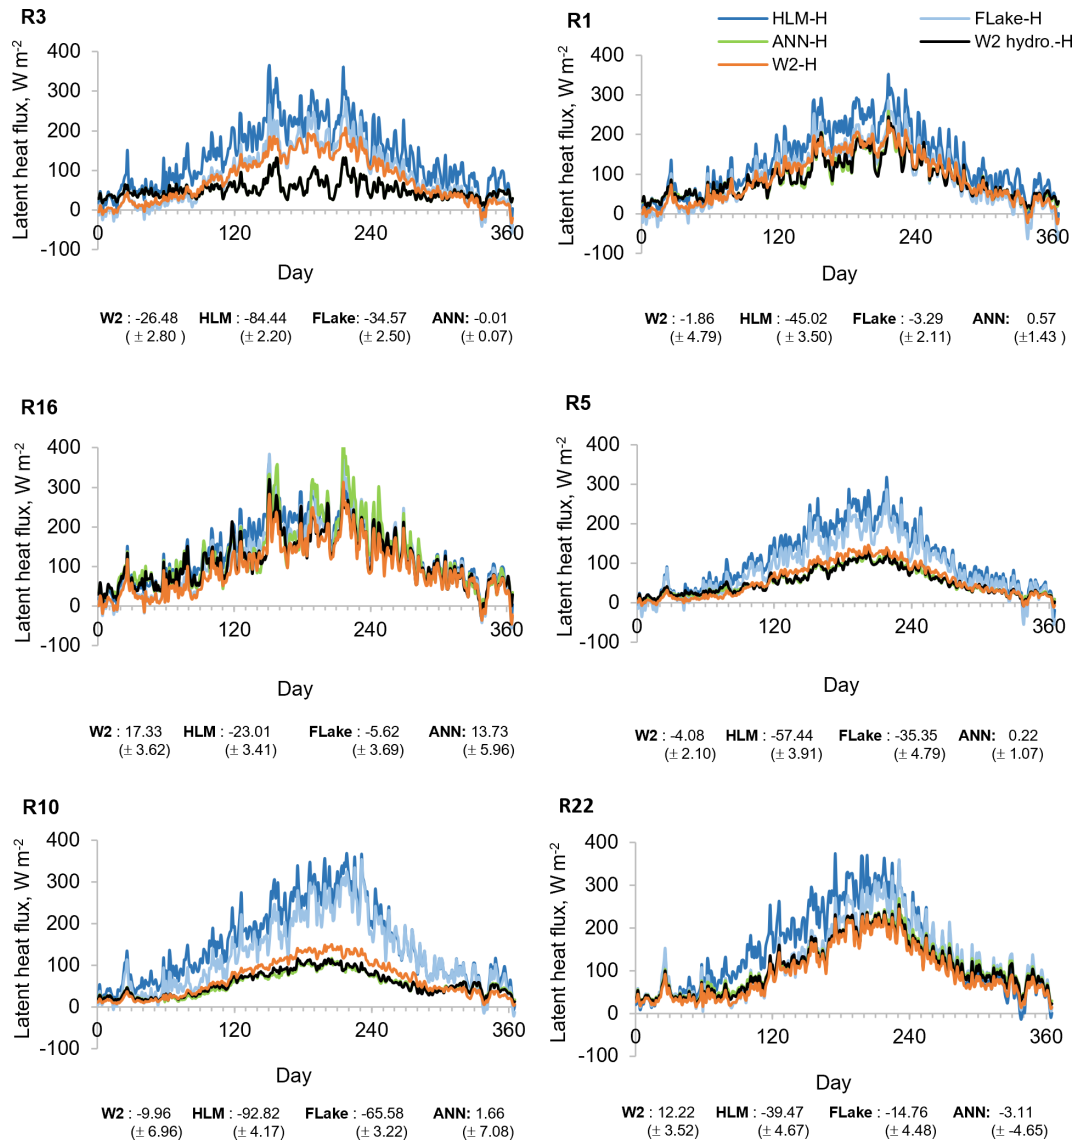 R3
R1
HLM-H
FLake-H
ANN-H
W2 hydro.-H
W2-H
Latent heat flux, W m-2
400
300
200
100
0
-100
120
240
360
Day
Latent heat flux, W m-2
400
300
200
100
0
-100
0
120
240
360
Day
W2 : -26.48 HLM : -84.44 FLake: -34.57 ANN: -0.01
( ± 2.80 ) (± 2.20) (± 2.50) (± 0.07)
W2 : -1.86 HLM : -45.02 FLake : -3.29 ANN: 0.57
(± 4.79) (± 3.50) (± 2.11) (±1.43 )
R16
R5
Latent heat flux, W m-2
400
300
200
100
0
-100
0
120
240
360
Day
Latent heat flux, W m-2
400
300
200
100
0
-100
0
120
240
360
Day
W2 : 17.33 HLM : -23.01 FLake : -5.62 ANN: 13.73
(± 3.62) (± 3.41) (± 3.69) (± 5.96)
W2 : -4.08 HLM : -57.44 FLake : -35.35 ANN: 0.22
(± 2.10) (± 3.91) (± 4.79) (± 1.07)
R10
R22
Latent heat flux, W m-2
400
300
200
100
0
-100
0
120
240
360
Day
Latent heat flux, W m-2
400
300
200
100
0
-100
0
120
240
360
Day
W2 : -9.96 HLM : -92.82 FLake : -65.58 ANN: 1.66
(± 6.96) (± 4.17) (± 3.22) (± 7.08)
W2 : 12.22 HLM : -39.47 FLake : -14.76 ANN: -3.11
(± 3.52) (± 4.67) (± 4.48) (± -4.65)